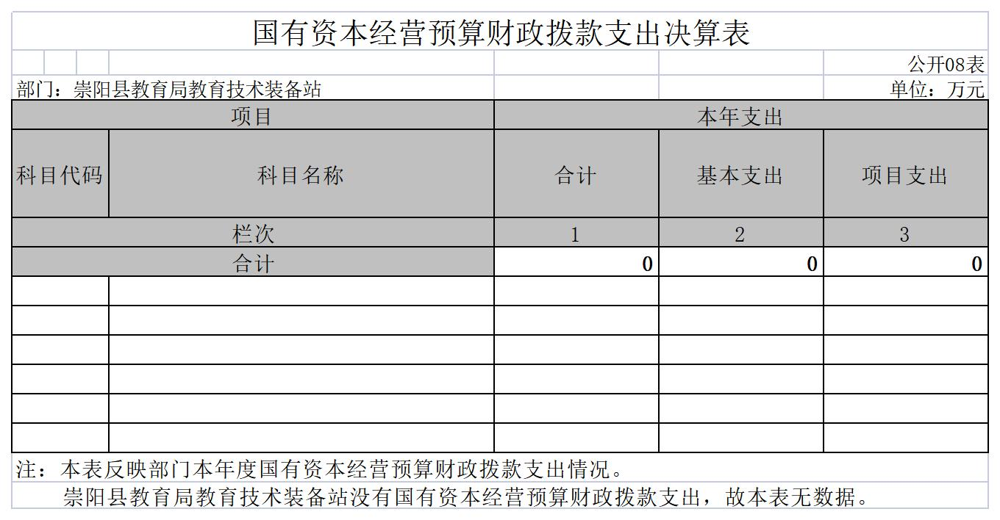 国有资本经营预算财政拨款支出决算表
公开08表
部门：崇阳县教育局教育技术装备站 单位：万元
项目 本年支出
科目代码 科目名称 合计 基本支出 项目支出
栏次 1 2 3
合计 0 0 0
注：本表反映部门本年度国有资本经营预算财政拨款支出情况。
崇阳县教育局教育技术装备站没有国有资本经营预算财政拨款支出，故本表无数据。